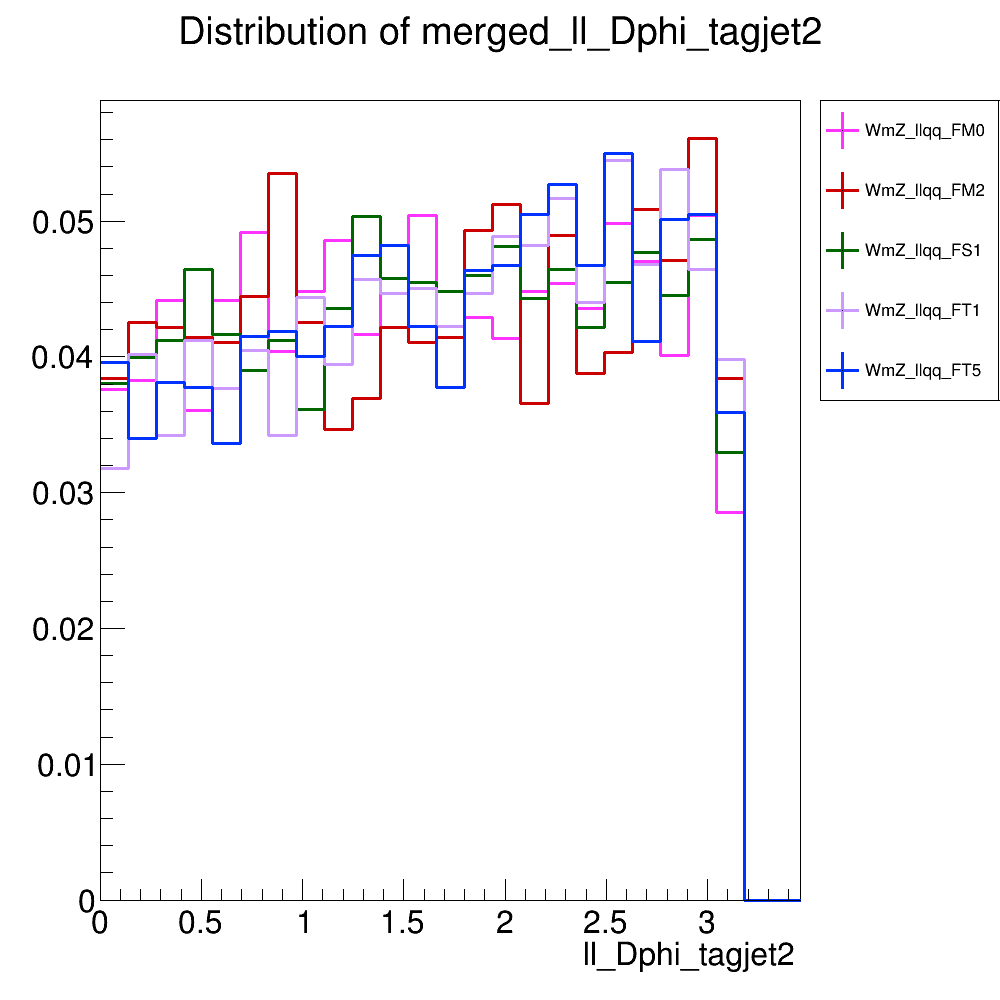 Distribution of merged_ll_Dphi_tagjet2
WmZ_llqq_FM0
WmZ_llqq_FM2
WmZ_llqq_FS1
WmZ_llqq_FT1
WmZ_llqq_FT5
0.05
0.04
0.03
0.02
0.01
0
0 0.5 1 1.5 2 2.5 3
ll_Dphi_tagjet2